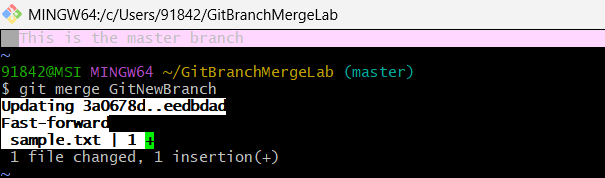 MINGW64:/c/Users/91842/GitBranchMergeLab
This is the master branch
~
91842@MSI MINGW64 ~/GitBranchMergeLab (master)
$ git merge GitNewBranch
Updating 3a0678d..eedbdad
Fast-forward
sample.txt | 1 +
1 file changed, 1 insertion(+)